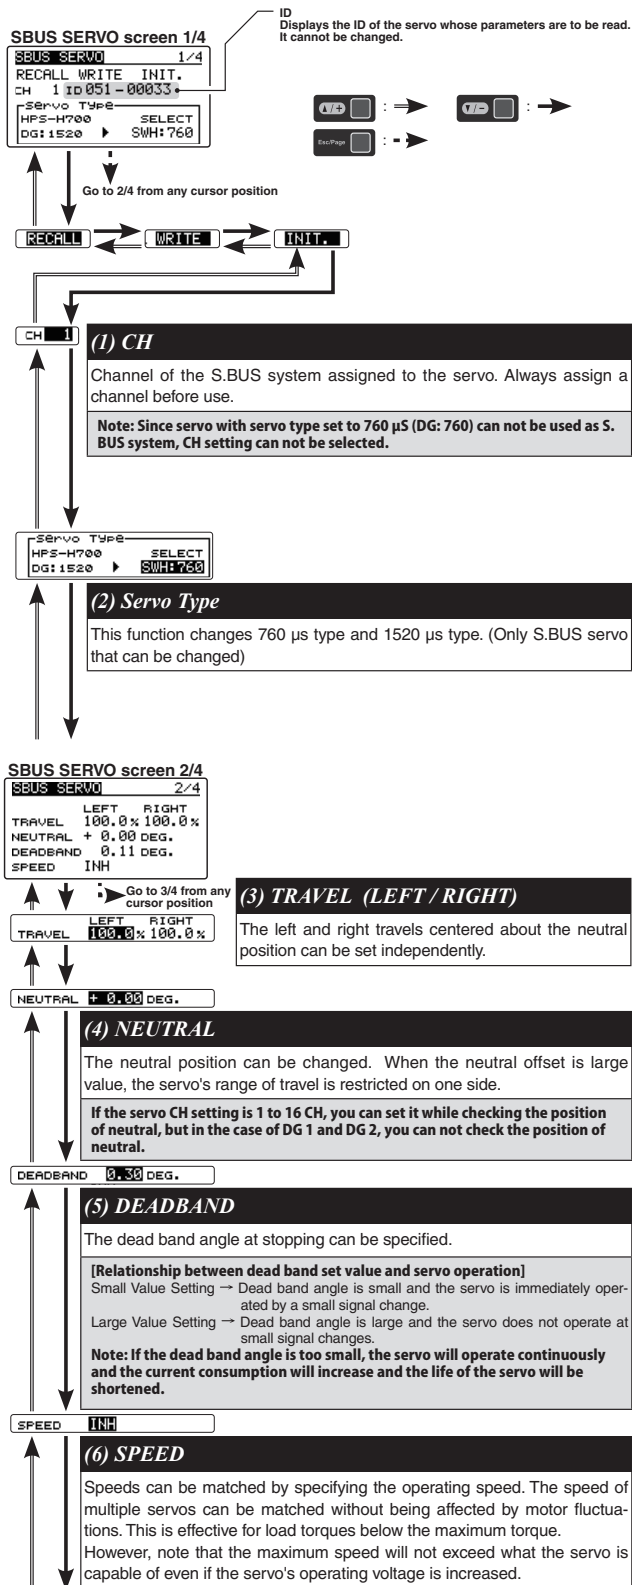 ID
Displays the ID of the servo whose parameters are to be read.
It cannot be changed.
SBUS SERVO screen 1/4
SBUS SERVO 1/4
RECALL WRITE INIT.
CH 1 ID 051-00033
Servo Type
HPS-H700 SELECT
DG:1520 ▶ SWH:760
(▲/+) : ⇒ (▼/-) : →
Esc/Page : - ➤
Go to 2/4 from any cursor position
RECALL WRITE INIT.
CH 1
(1) CH
Channel of the S.BUS system assigned to the servo. Always assign a
channel before use.
Note: Since servo with servo type set to 760 µS (DG: 760) can not be used as S.
BUS system, CH setting can not be selected.
Servo Type
HPS-H700 SELECT
DG:1520 ▶ SWH:760
(2) Servo Type
This function changes 760 µs type and 1520 µs type. (Only S.BUS servo
that can be changed)
SBUS SERVO screen 2/4
SBUS SERVO 2/4
LEFT RIGHT
TRAVEL 100.0% 100.0%
NEUTRAL + 0.00 DEG.
DEADBAND 0.11 DEG.
SPEED INH
Go to 3/4 from any
cursor position
LEFT RIGHT
TRAVEL 100.0% 100.0%
(3) TRAVEL (LEFT / RIGHT)
The left and right travels centered about the neutral
position can be set independently.
NEUTRAL + 0.00 DEG.
(4) NEUTRAL
The neutral position can be changed. When the neutral offset is large
value, the servo's range of travel is restricted on one side.
If the servo CH setting is 1 to 16 CH, you can set it while checking the position
of neutral, but in the case of DG 1 and DG 2, you can not check the position of
neutral.
DEADBAND 0.30 DEG.
(5) DEADBAND
The dead band angle at stopping can be specified.
[Relationship between dead band set value and servo operation]
Small Value Setting → Dead band angle is small and the servo is immediately oper-
ated by a small signal change.
Large Value Setting → Dead band angle is large and the servo does not operate at
small signal changes.
Note: If the dead band angle is too small, the servo will operate continuously
and the current consumption will increase and the life of the servo will be
shortened.
SPEED INH
(6) SPEED
Speeds can be matched by specifying the operating speed. The speed of
multiple servos can be matched without being affected by motor fluctua-
tions. This is effective for load torques below the maximum torque.
However, note that the maximum speed will not exceed what the servo is
capable of even if the servo's operating voltage is increased.